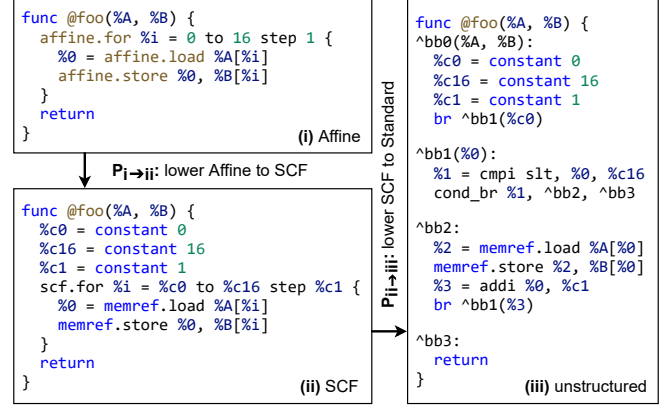 func @foo(%A, %B) {
  affine.for %i = 0 to 16 step 1 {
    %0 = affine.load %A[%i]
    affine.store %0, %B[%i]
  }
  return
}
(i) Affine
Pi→ii: lower Affine to SCF
func @foo(%A, %B) {
  %c0 = constant 0
  %c16 = constant 16
  %c1 = constant 1
  scf.for %i = %c0 to %c16 step %c1 {
    %0 = memref.load %A[%i]
    memref.store %0, %B[%i]
  }
  return
}
(ii) SCF
Pii→iii: lower SCF to Standard
func @foo(%A, %B) {
^bb0(%A, %B):
  %c0 = constant 0
  %c16 = constant 16
  %c1 = constant 1
  br ^bb1(%c0)
^bb1(%0):
  %1 = cmpi slt, %0, %c16
  cond_br %1, ^bb2, ^bb3
^bb2:
  %2 = memref.load %A[%0]
  memref.store %2, %B[%0]
  %3 = addi %0, %c1
  br ^bb1(%3)
^bb3:
  return
}
(iii) unstructured